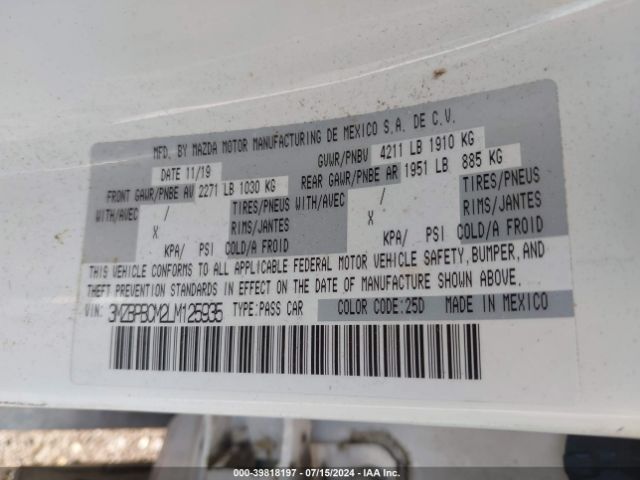 MFD. BY MAZDA MOTOR MANUFACTURING DE MEXICO S.A. DE C.V.
DATE 11/19 GVWR/PNBV 4211 LB 1910 KG
FRONT GAWR/PNBE AV 2271 LB 1030 KG REAR GAWR/PNBE AR 1951 LB 885 KG
WITH/AVEC / TIRES/PNEUS WITH/AVEC / TIRES/PNEUS
X RIMS/JANTES X RIMS/JANTES
KPA/ PSI COLD/A FROID KPA/ PSI COLD/A FROID
THIS VEHICLE CONFORMS TO ALL APPLICABLE FEDERAL MOTOR VEHICLE SAFETY, BUMPER, AND
THEFT PREVENTION STANDARDS IN EFFECT ON THE DATE OF MANUFACTURE SHOWN ABOVE.
VIN: 3MZBPBCM2LM125935 TYPE:PASS CAR COLOR CODE:25D MADE IN MEXICO
000-39818197 - 07/15/2024 - IAA Inc.